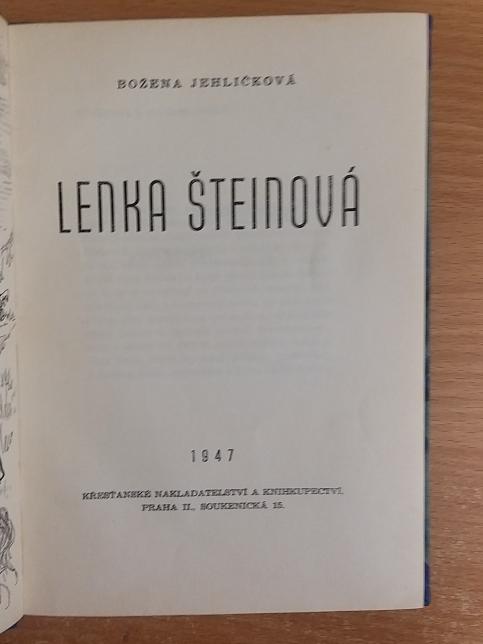 BOŽENA JEHLIČKOVÁ
LENKA ŠTEINOVÁ
1947
KŘESŤANSKÉ NAKLADATELSTVÍ A KNIHKUPECTVÍ,
PRAHA II., SOUKENICKÁ 15.